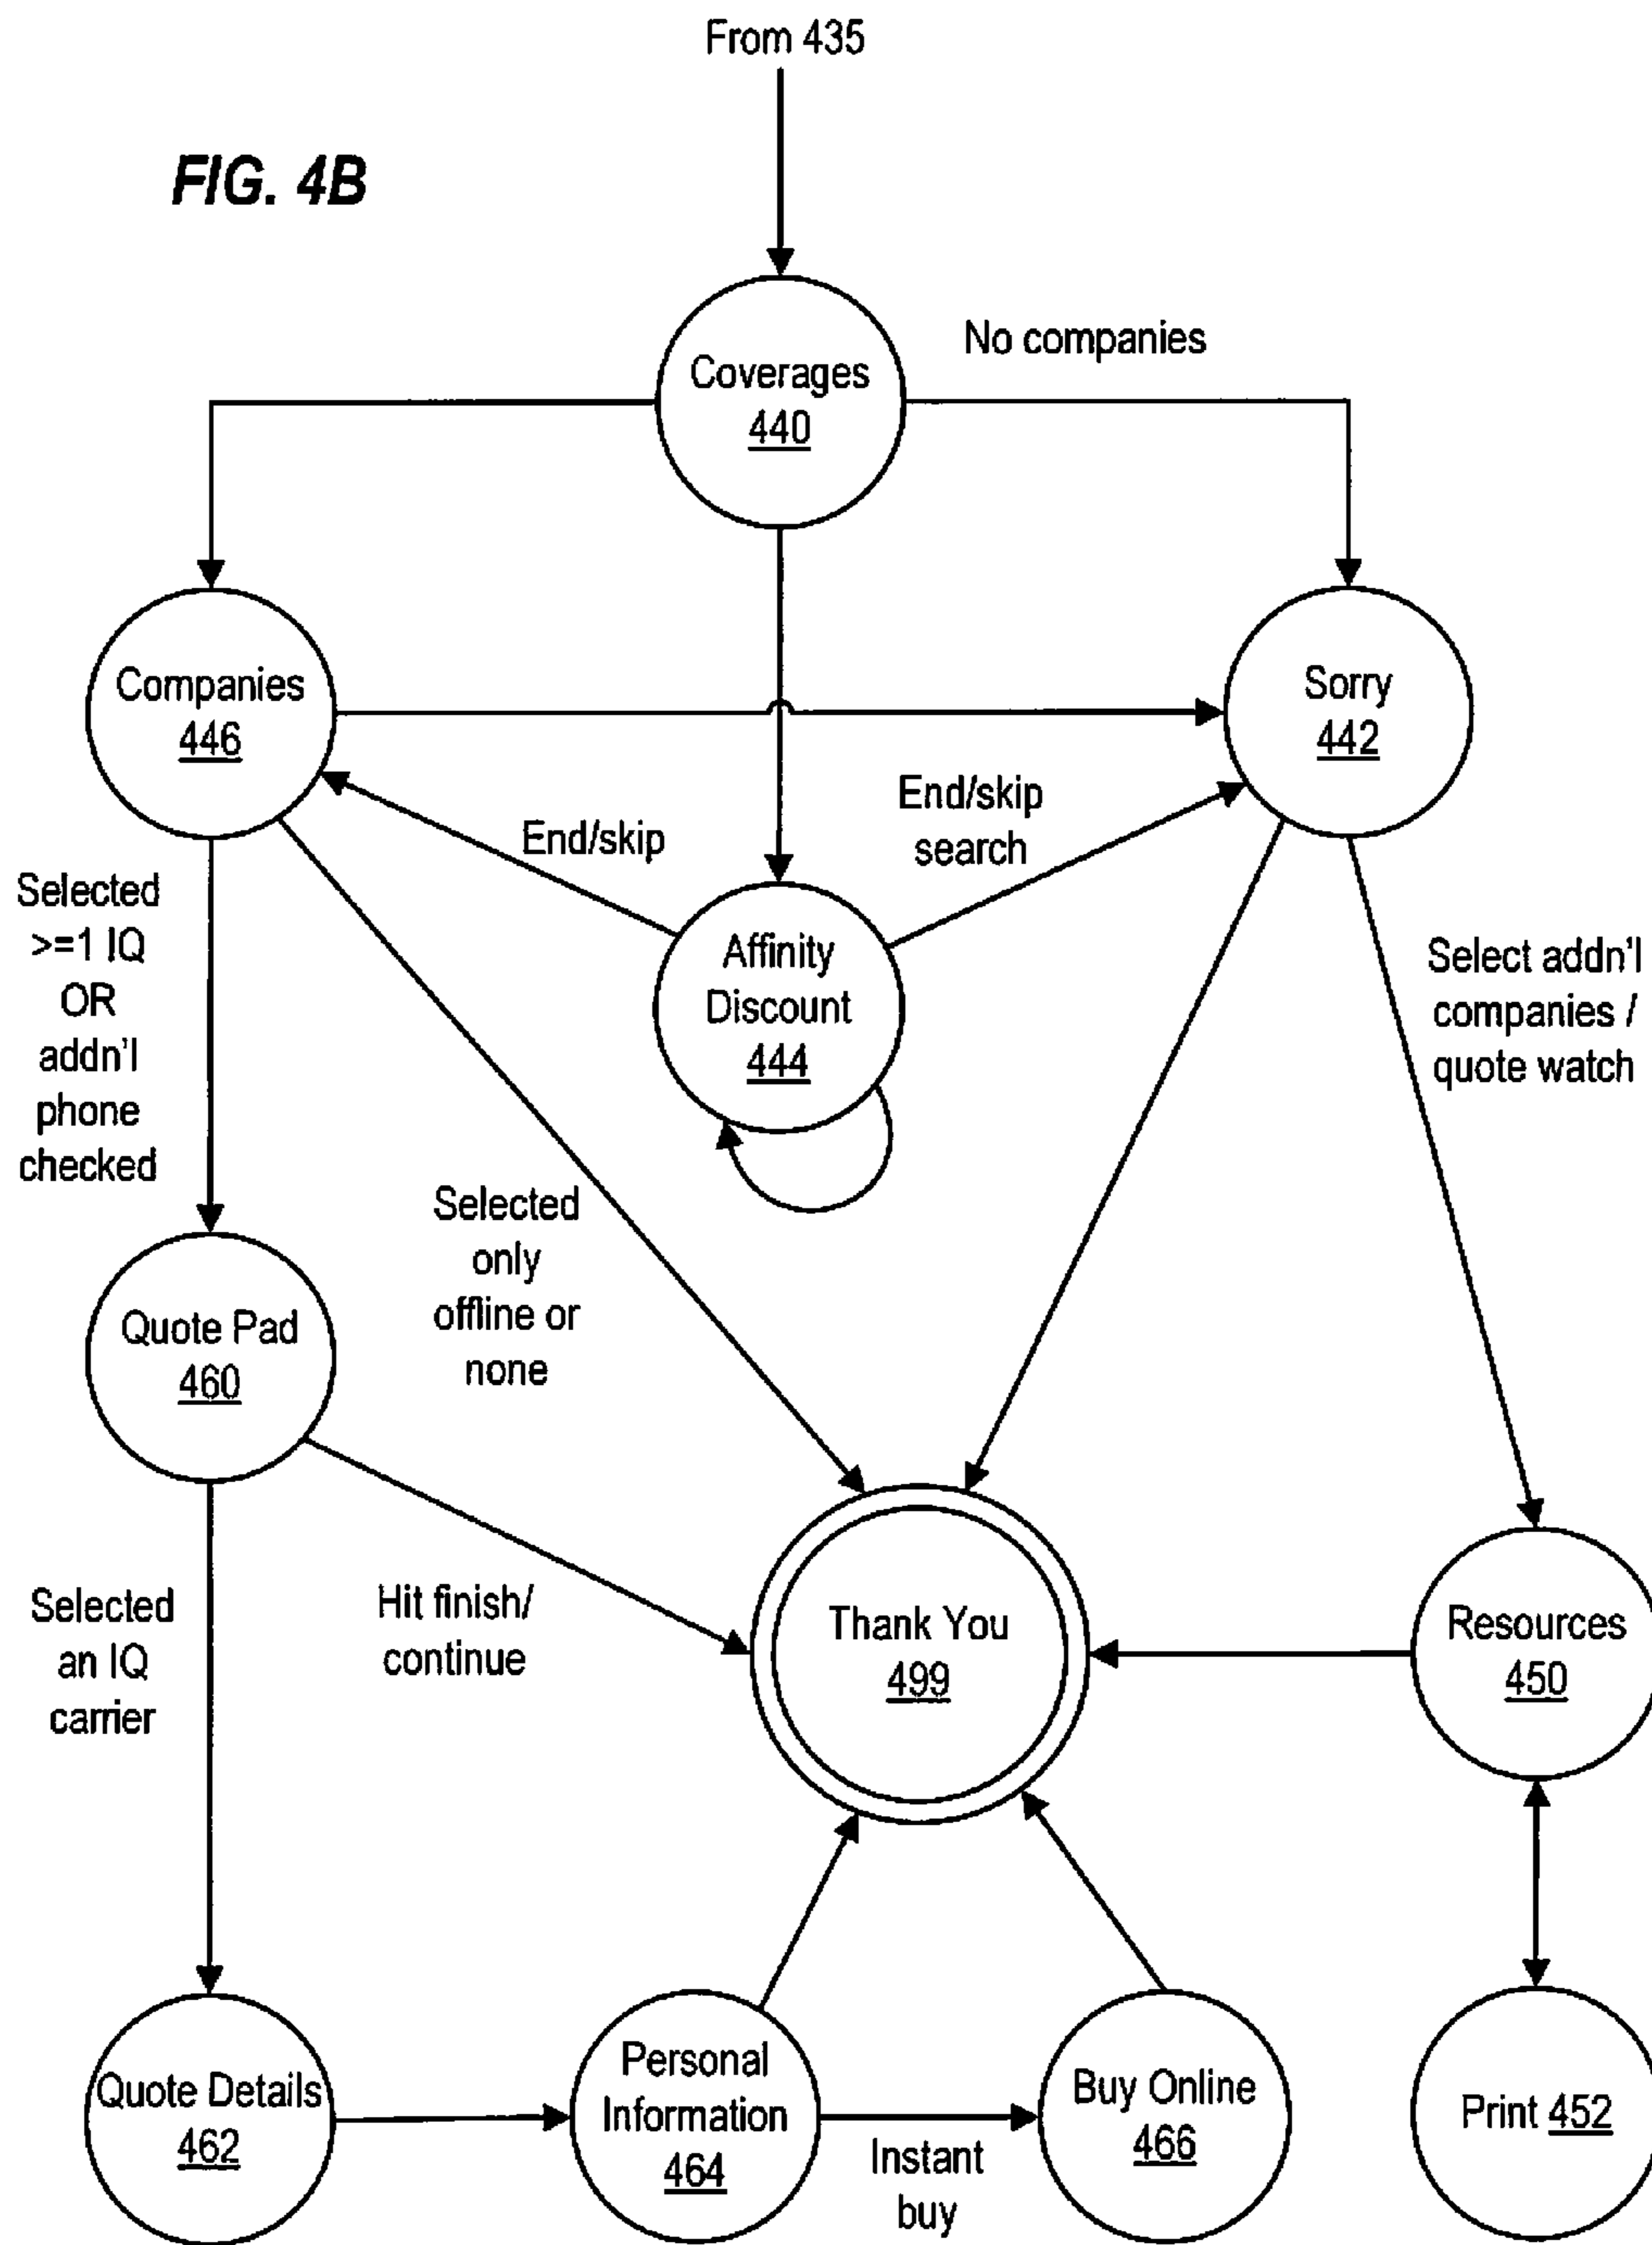 From 435
FIG. 4B
No companies
Coverages
440
Companies
446
Sorry
442
End/skip
End/skip
search
Selected
>=1 IQ
OR
addn'l
phone
checked
Affinity
Discount
444
Select addn'l
companies /
quote watch
Selected
only
offline or
none
Quote Pad
460
Selected
an IQ
carrier
Hit finish/
continue
Thank You
499
Resources
450
Quote Details
462
Personal
Information
464
Instant
buy
Buy Online
466
Print 452